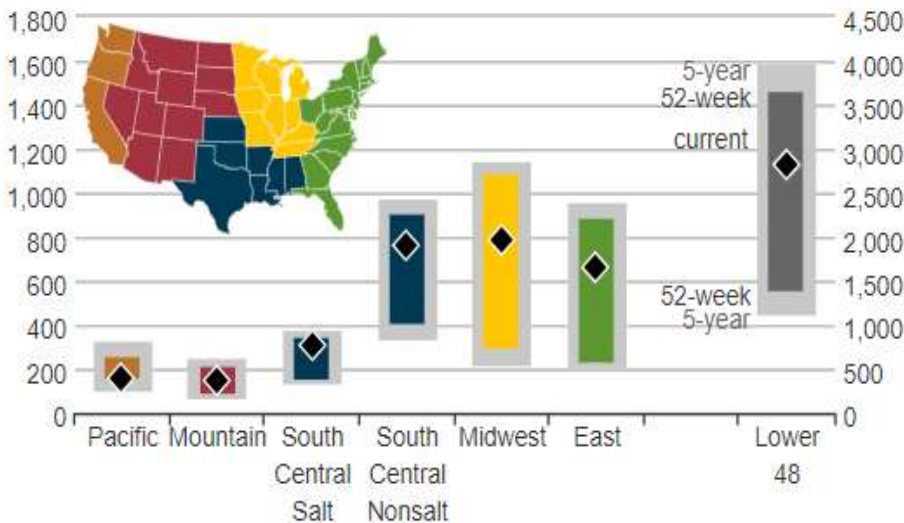 1,800
1,600
1,400
1,200
1,000
800
600
400
200
0
4,500
4,000
3,500
3,000
2,500
2,000
1,500
1,000
500
0
5-year
52-week
current
52-week
5-year
Pacific
Mountain
South
Central
Salt
South
Central
Nonsalt
Midwest
East
Lower
48